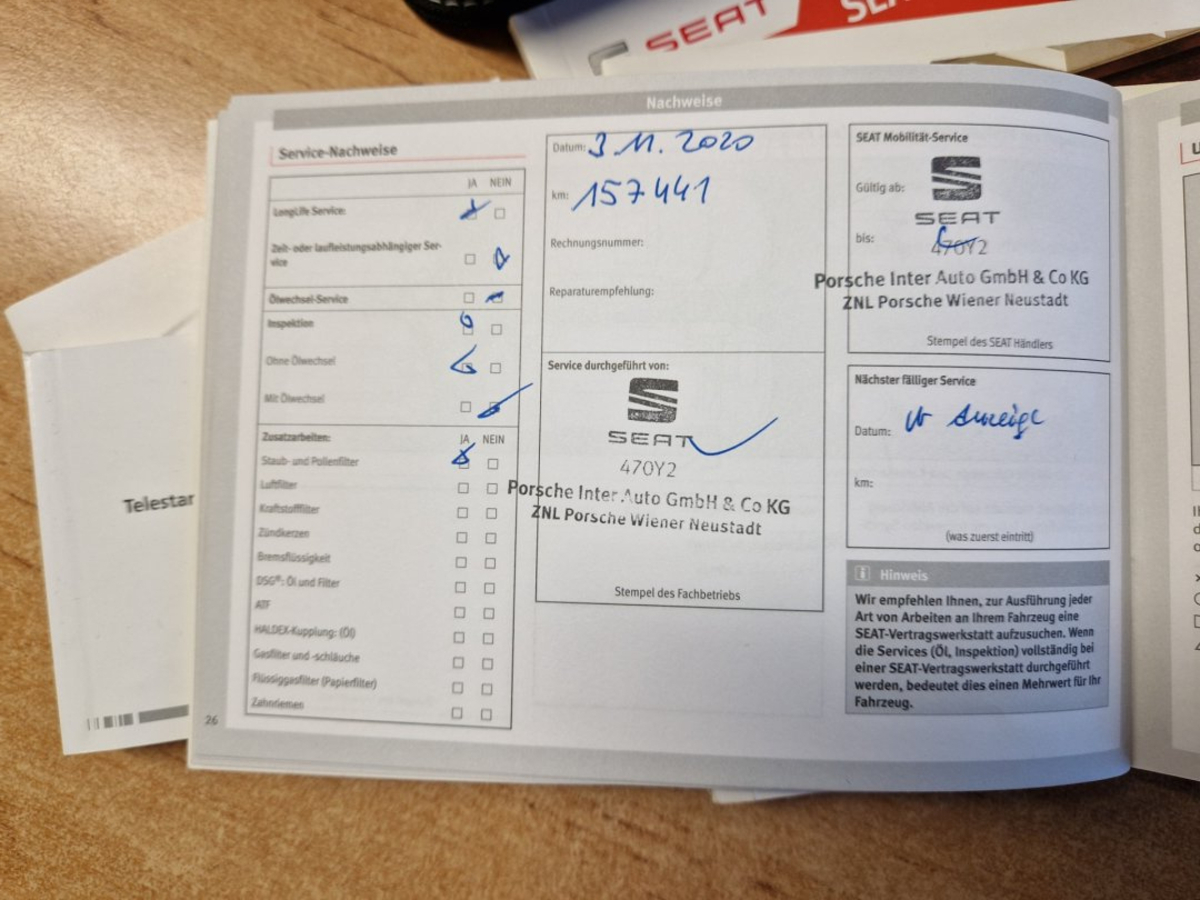 SEAT
Nachweise
Service-Nachweise
JA NEIN
LongLife Service:
Zeit- oder laufleistungsabhängiger Ser-
vice
Ölwechsel-Service
Inspektion
Ohne Ölwechsel
Mit Ölwechsel
Zusatzarbeiten:
JA NEIN
Staub- und Pollenfilter
Luftfilter
Kraftstofffilter
Zündkerzen
Bremsflüssigkeit
DSG®: Öl und Filter
ATF
HALDEX-Kupplung: (Öl)
Gasfilter und -schläuche
Flüssiggasfilter (Papierfilter)
Zahnriemen
26
Datum: 3 11. 2020
km: 157441
Rechnungsnummer:
Reparaturempfehlung:
Service durchgeführt von:
SEAT
470Y2
Porsche Inter Auto GmbH & Co KG
ZNL Porsche Wiener Neustadt
Stempel des Fachbetriebs
SEAT Mobilität-Service
Gültig ab:
SEAT
bis:
470Y2
Porsche Inter Auto GmbH & Co KG
ZNL Porsche Wiener Neustadt
Stempel des SEAT Händlers
Nächster fälliger Service
Datum: Anzeige
km:
(was zuerst eintritt)
Hinweis
Wir empfehlen Ihnen, zur Ausführung jeder
Art von Arbeiten an Ihrem Fahrzeug eine
SEAT-Vertragswerkstatt aufzusuchen. Wenn
die Services (Öl, Inspektion) vollständig bei
einer SEAT-Vertragswerkstatt durchgeführt
werden, bedeutet dies einen Mehrwert für Ihr
Fahrzeug.
Telestar